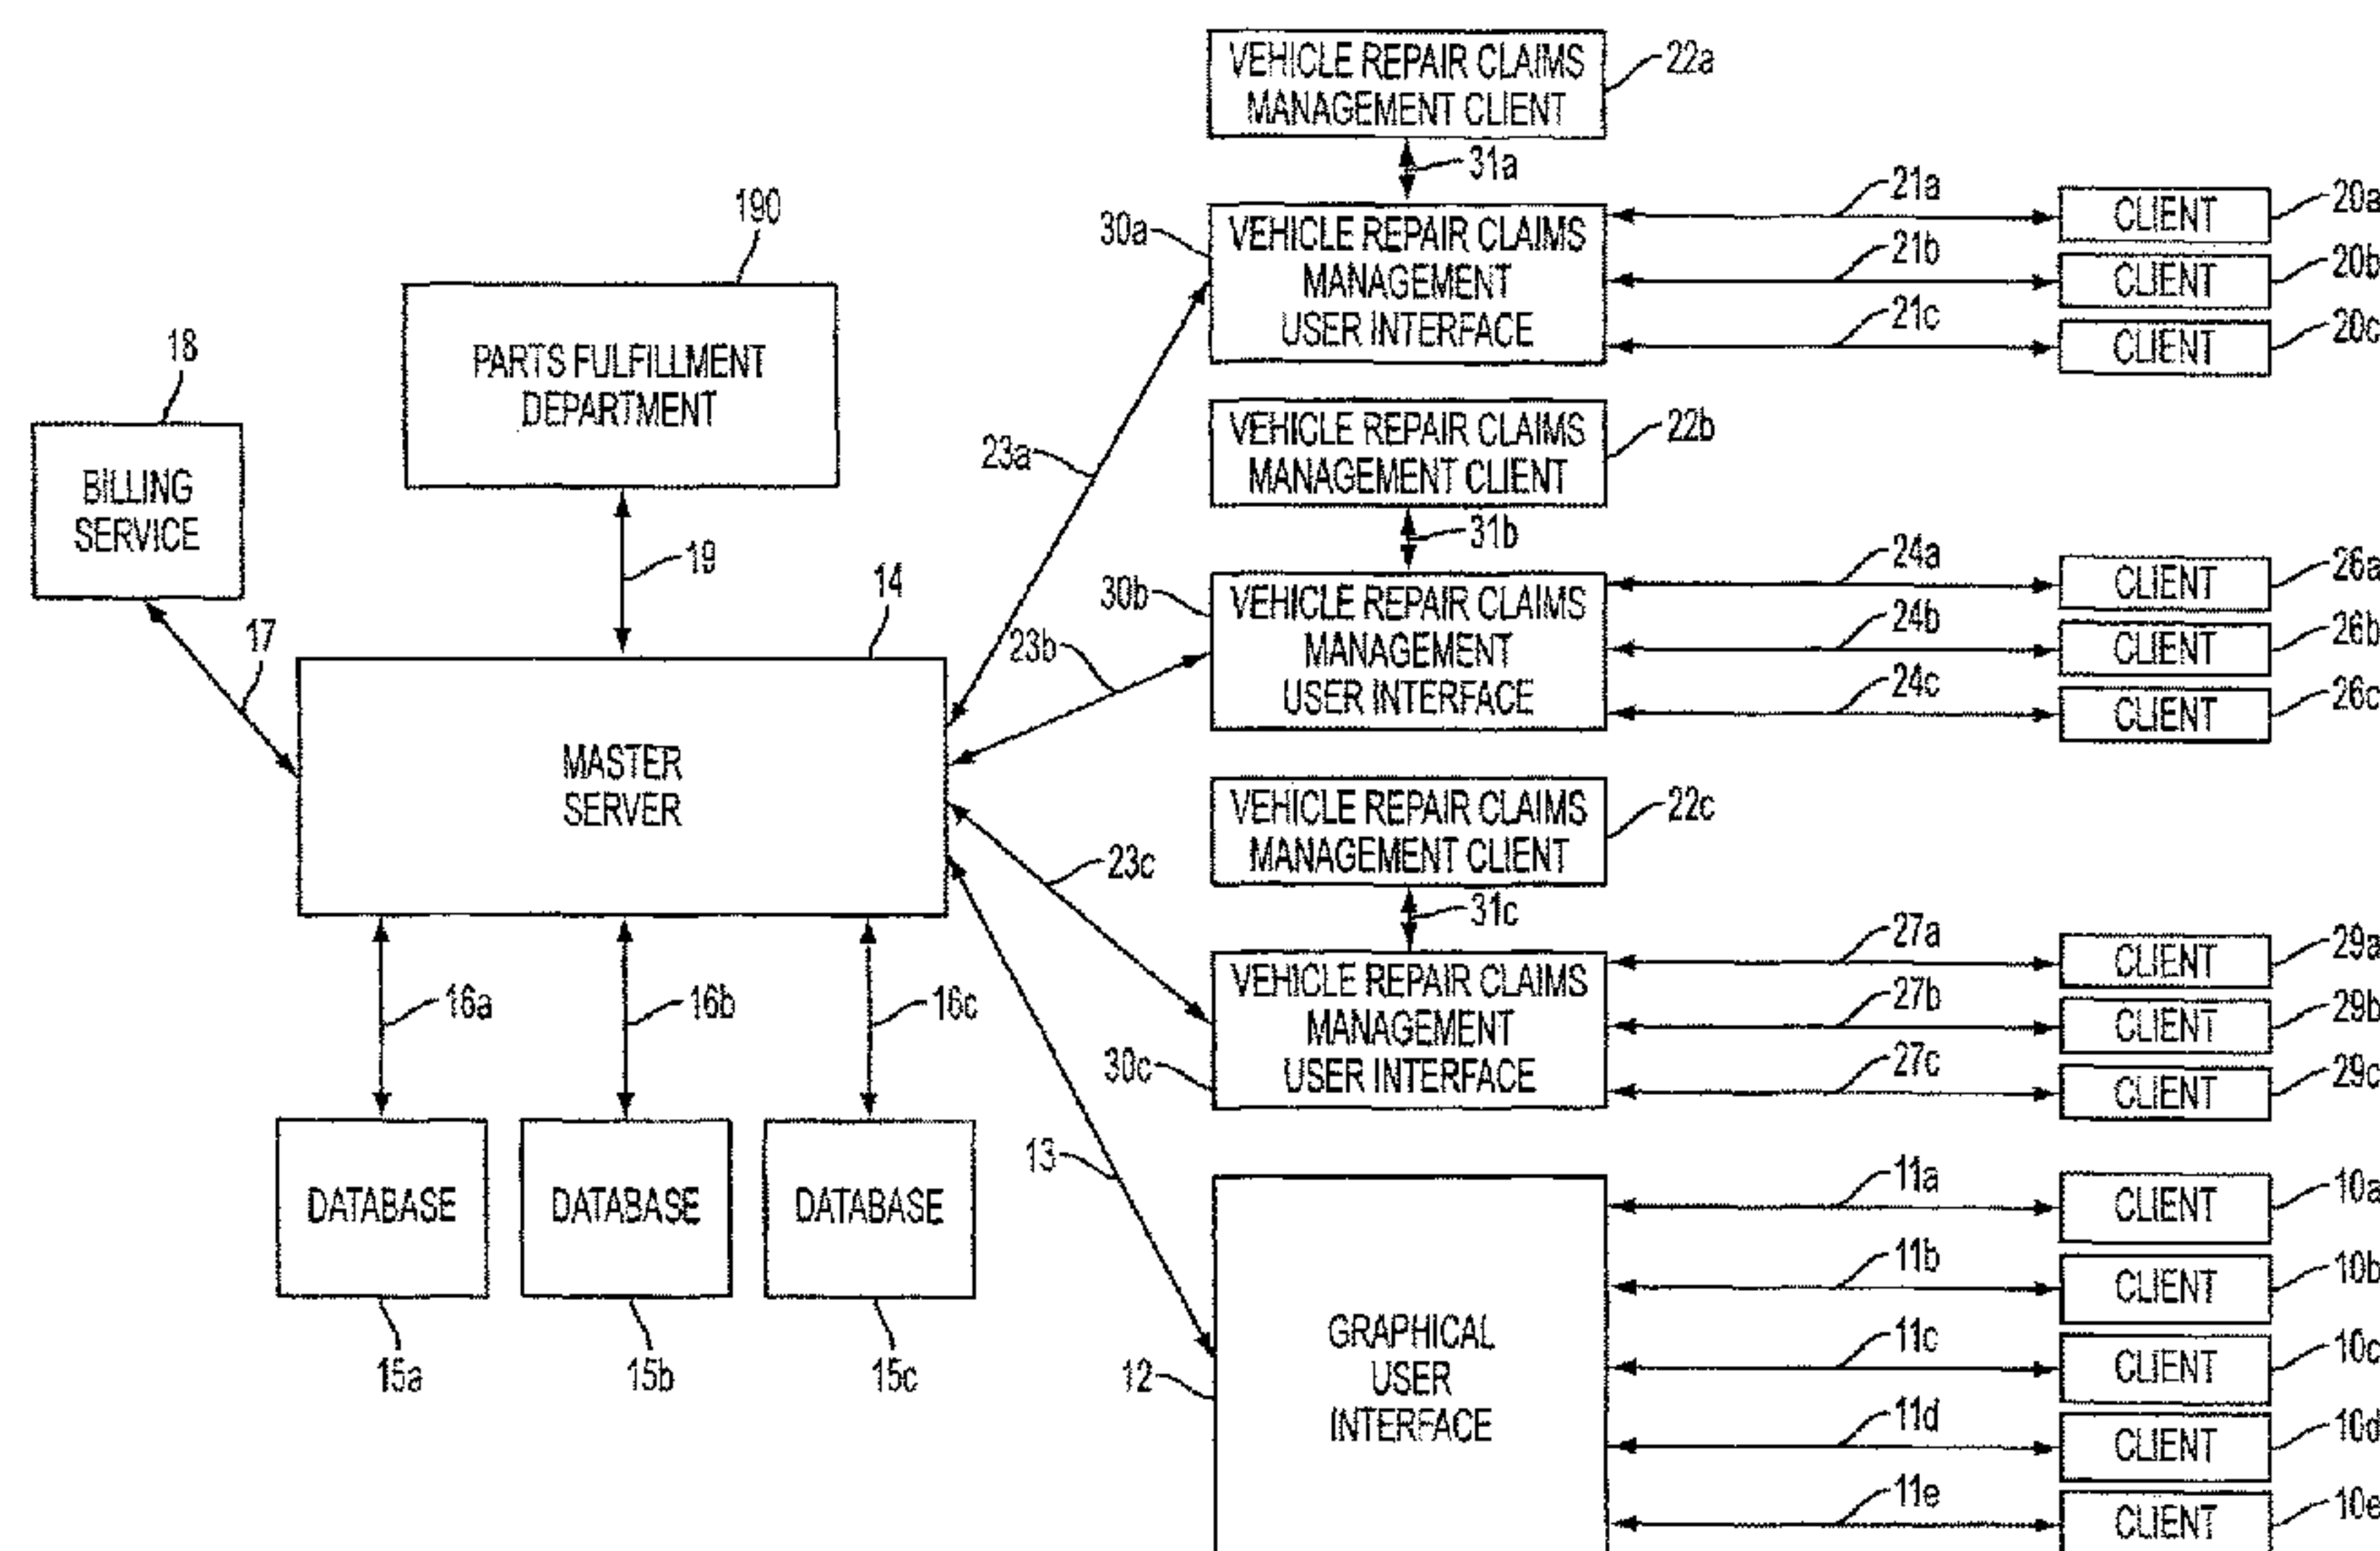 VEHICLE REPAIR CLAIMS
MANAGEMENT CLIENT
22a
31a
190
30a
VEHICLE REPAIR CLAIMS
MANAGEMENT
USER INTERFACE
21a
CLIENT
20a
21b
CLIENT
20b
21c
CLIENT
20c
18
PARTS FULFILLMENT
DEPARTMENT
BILLING
SERVICE
23a
VEHICLE REPAIR CLAIMS
MANAGEMENT CLIENT
22b
31b
17
19
14
23b
30b
VEHICLE REPAIR CLAIMS
MANAGEMENT
USER INTERFACE
24a
CLIENT
26a
24b
CLIENT
26b
24c
CLIENT
26c
MASTER
SERVER
23c
VEHICLE REPAIR CLAIMS
MANAGEMENT CLIENT
22c
31c
16a
16b
16c
30c
VEHICLE REPAIR CLAIMS
MANAGEMENT
USER INTERFACE
27a
CLIENT
29a
27b
CLIENT
29b
27c
CLIENT
29c
13
DATABASE
DATABASE
DATABASE
15a
15b
15c
12
GRAPHICAL
USER
INTERFACE
11a
CLIENT
10a
11b
CLIENT
10b
11c
CLIENT
10c
11d
CLIENT
10d
11e
CLIENT
10e